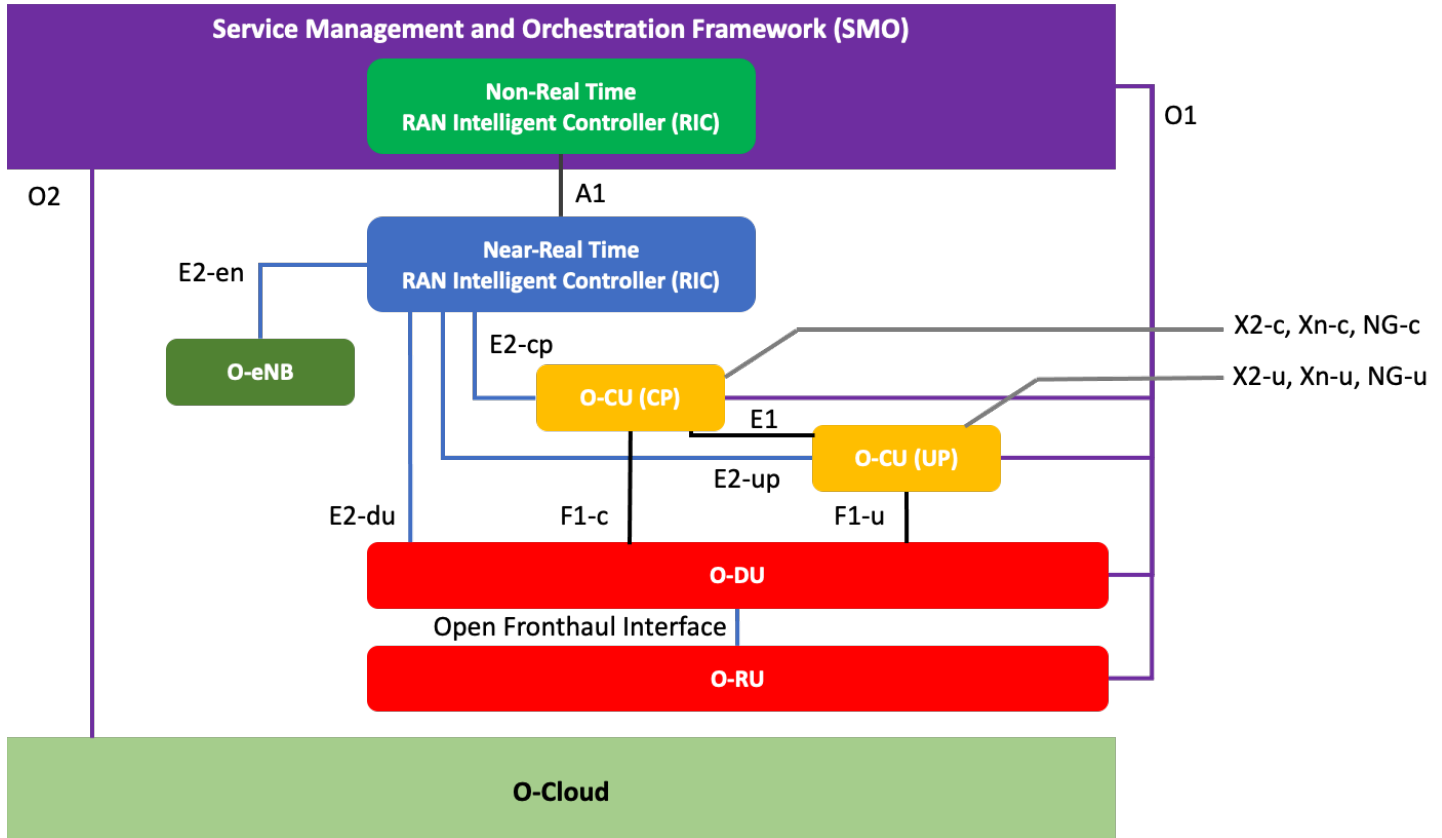 Service Management and Orchestration Framework (SMO)
Non-Real Time
RAN Intelligent Controller (RIC)
O1
O2
A1
Near-Real Time
RAN Intelligent Controller (RIC)
E2-en
X2-c, Xn-c, NG-c
E2-cp
O-eNB
X2-u, Xn-u, NG-u
O-CU (CP)
E1
O-CU (UP)
E2-up
E2-du
F1-c
F1-u
O-DU
Open Fronthaul Interface
O-RU
O-Cloud